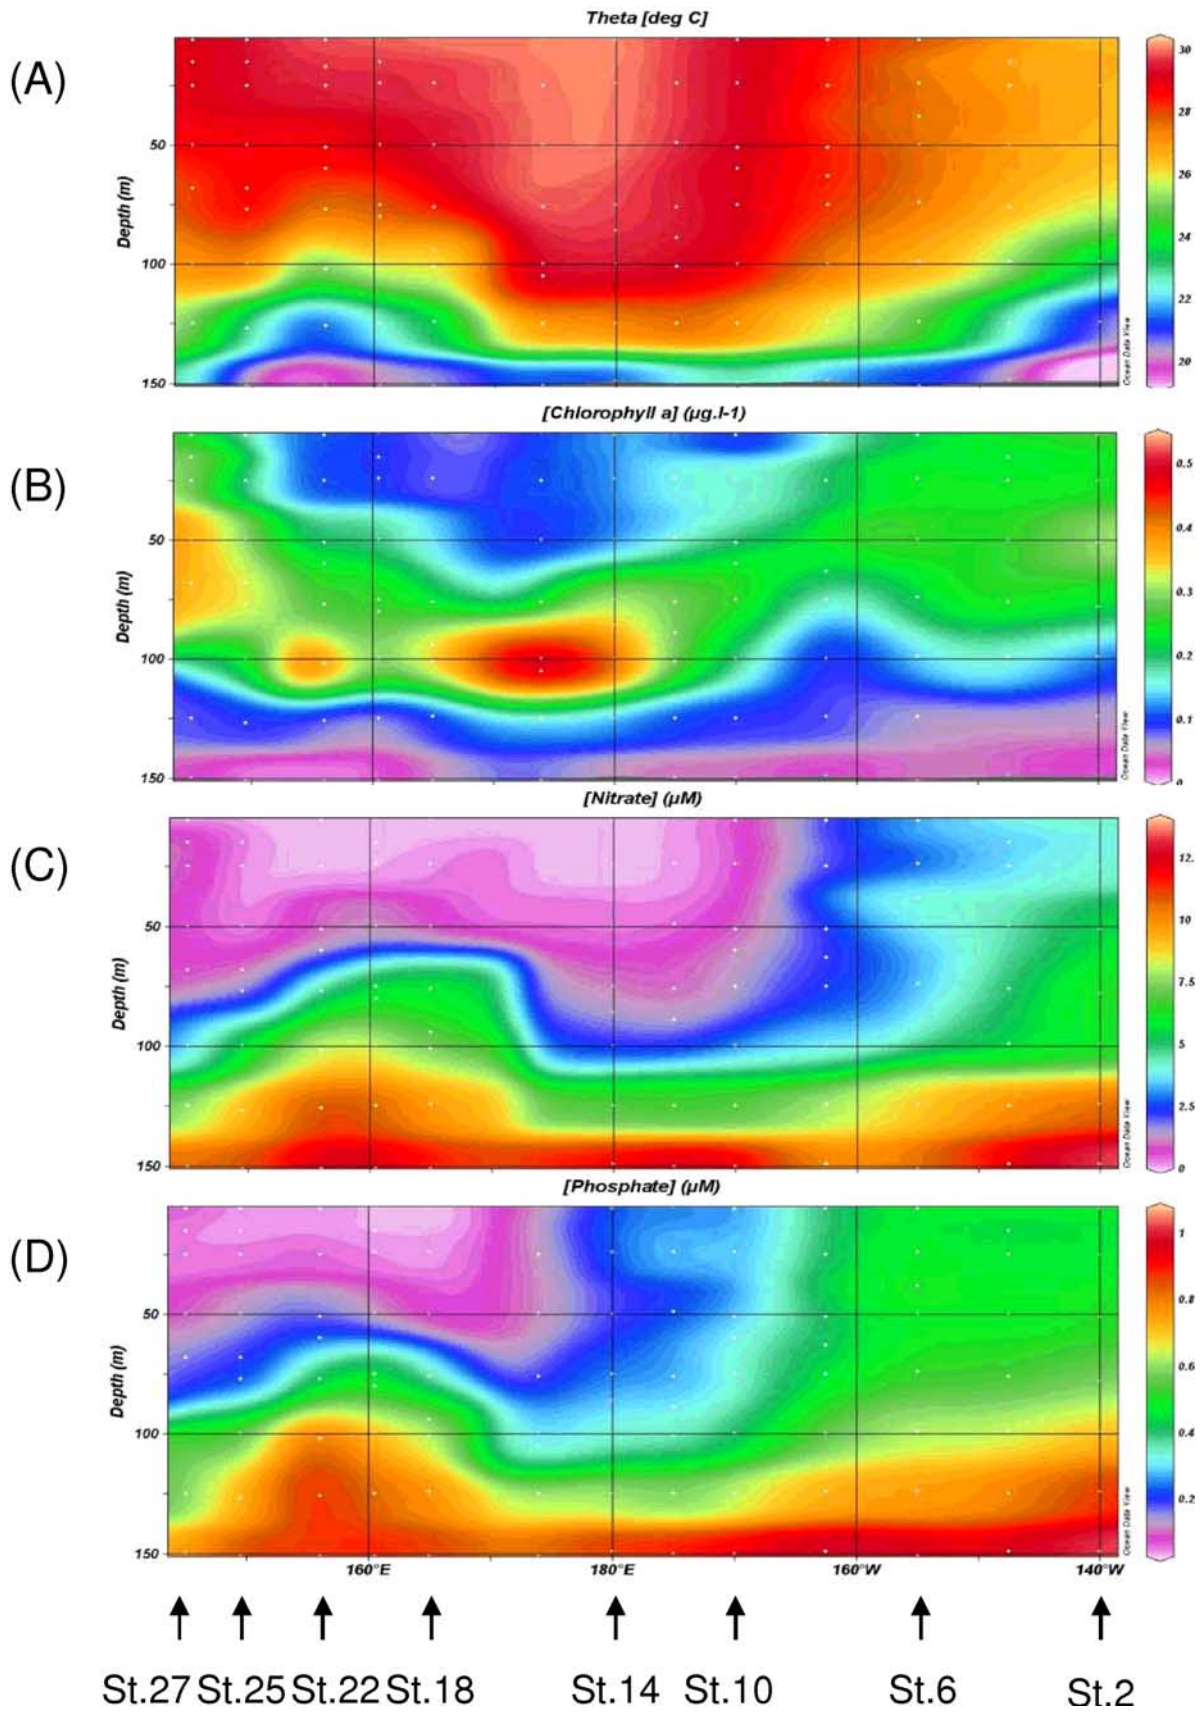 Theta [deg C]
(A)
Depth (m)
50
100
150
30
28
26
24
22
20
Ocean Data View
[Chlorophyll a] (µg.l-1)
(B)
Depth (m)
50
100
150
0.5
0.4
0.3
0.2
0.1
0
Ocean Data View
[Nitrate] (µM)
(C)
Depth (m)
50
100
150
12.
10
7.5
5
2.5
0
Ocean Data View
[Phosphate] (µM)
(D)
Depth (m)
50
100
150
1
0.8
0.6
0.4
0.2
Ocean Data View
160°E 180°E 160°W 140°W
St.27 St.25 St.22 St.18 St.14 St.10 St.6 St.2